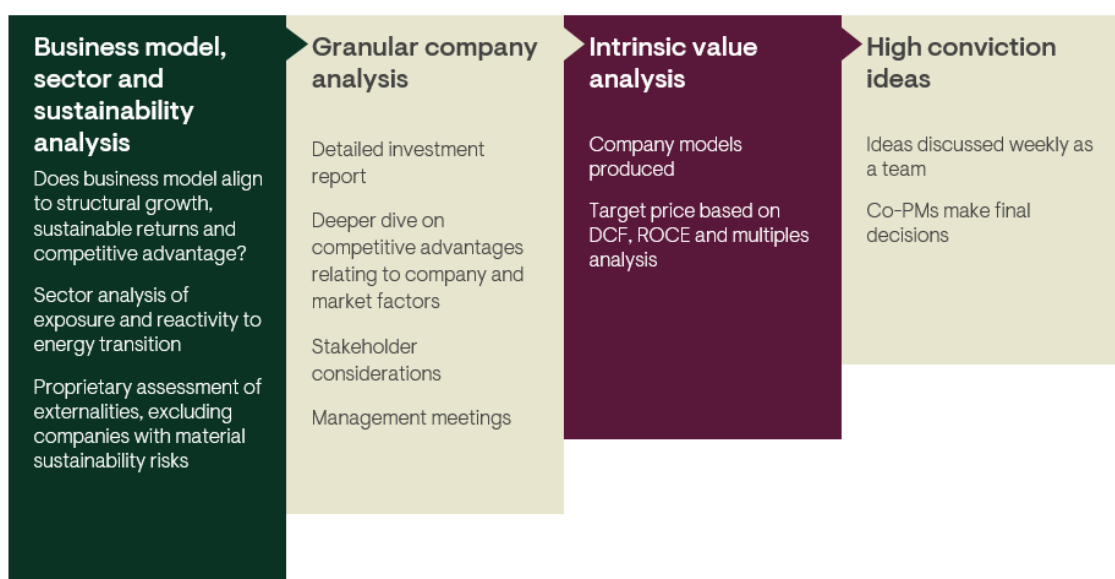 Business model,
sector and
sustainability
analysis
Does business model align
to structural growth,
sustainable returns and
competitive advantage?
Sector analysis of
exposure and reactivity to
energy transition
Proprietary assessment of
externalities, excluding
companies with material
sustainability risks
Granular company
analysis
Detailed investment
report
Deeper dive on
competitive advantages
relating to company and
market factors
Stakeholder
considerations
Management meetings
Intrinsic value
analysis
Company models
produced
Target price based on
DCF, ROCE and multiples
analysis
High conviction
ideas
Ideas discussed weekly as
a team
Co-PMs make final
decisions